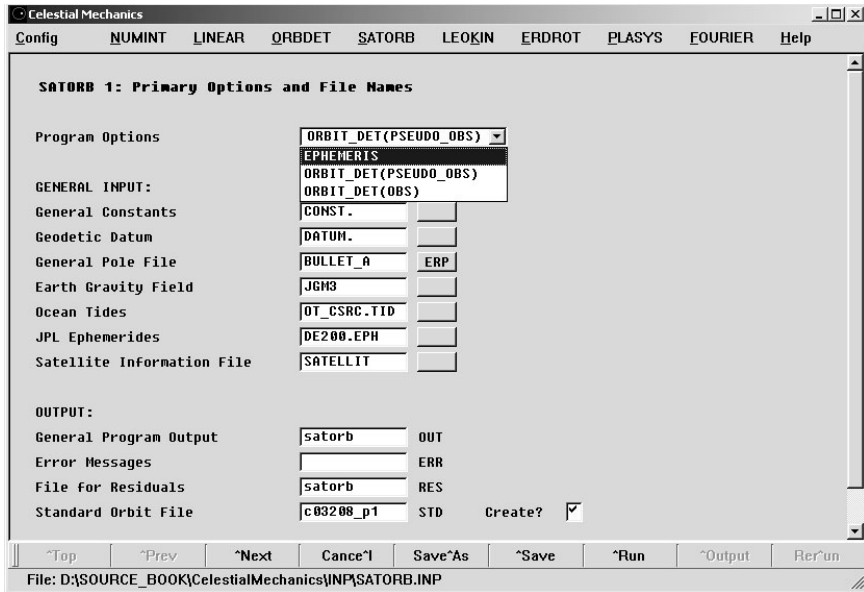 Celestial Mechanics
Config NUMINT LINEAR ORBDET SATORB LEOKIN ERDROT PLASYS FOURIER Help
SATORB 1: Primary Options and File Names
Program Options ORBIT_DET(PSEUDO_OBS)
EPHEMERIS
ORBIT_DET(PSEUDO_OBS)
ORBIT_DET(OBS)
GENERAL INPUT:
General Constants CONST.
Geodetic Datum DATUM.
General Pole File BULLET_A ERP
Earth Gravity Field JGM3
Ocean Tides OT_CSRC.TID
JPL Ephemerides DE200.EPH
Satellite Information File SATELLIT
OUTPUT:
General Program Output satorb OUT
Error Messages ERR
File for Residuals satorb RES
Standard Orbit File c03208_p1 STD Create?
^Top ^Prev ^Next Cance^l Save^As ^Save ^Run ^Output Rer^un
File: D:\SOURCE_BOOK\CelestialMechanics\INP\SATORB.INP